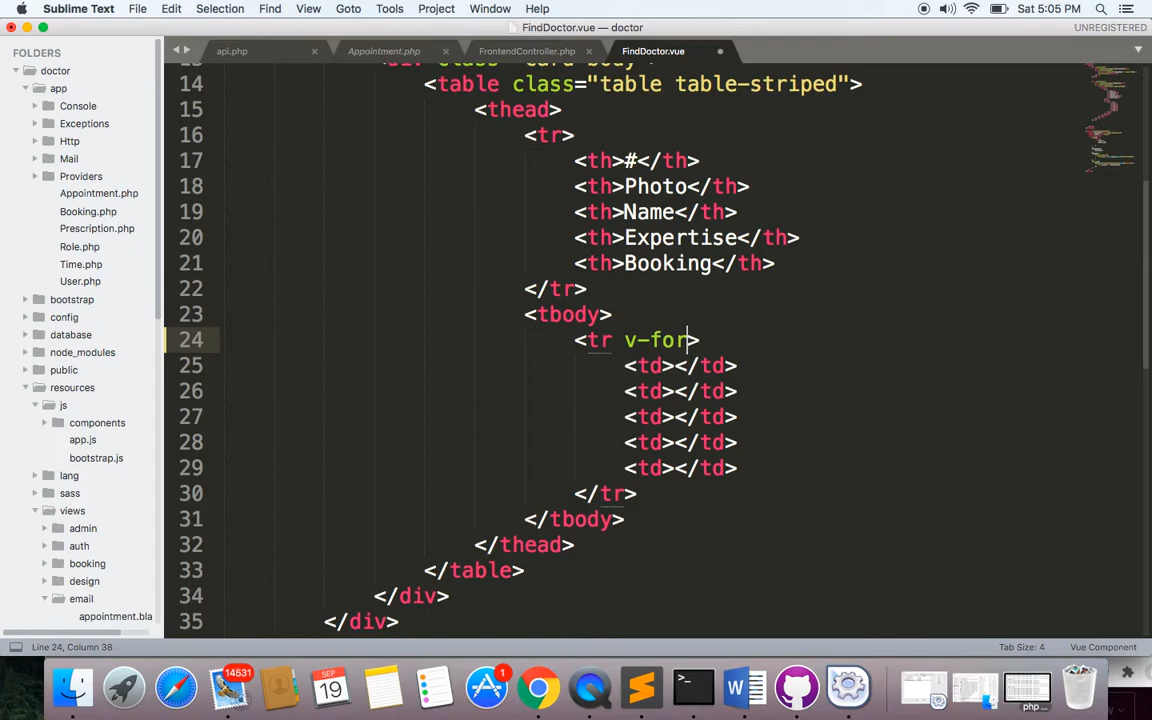 Sublime Text File Edit Selection Find View Goto Tools Project Window Help Sat 5:05 PM
FindDoctor.vue — doctor UNREGISTERED
FOLDERS
doctor
app
Console
Exceptions
Http
Mail
Providers
Appointment.php
Booking.php
Prescription.php
Role.php
Time.php
User.php
bootstrap
config
database
node_modules
public
resources
js
components
app.js
bootstrap.js
lang
sass
views
admin
auth
booking
design
email
appointment.bla
api.php Appointment.php FrontendController.php FindDoctor.vue
14 <table class="table table-striped">
15 <thead>
16 <tr>
17 <th>#</th>
18 <th>Photo</th>
19 <th>Name</th>
20 <th>Expertise</th>
21 <th>Booking</th>
22 </tr>
23 <tbody>
24 <tr v-for>
25 <td></td>
26 <td></td>
27 <td></td>
28 <td></td>
29 <td></td>
30 </tr>
31 </tbody>
32 </thead>
33 </table>
34 </div>
35 </div>
Line 24, Column 38 Tab Size: 4 Vue Component
14531
SEP
19
1
php ...